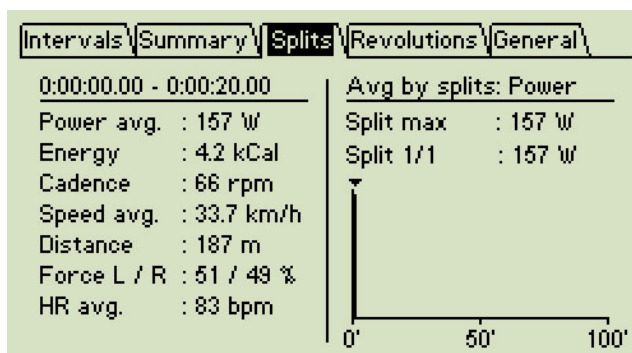 Intervals Summary Splits Revolutions General
0:00:00.00 - 0:00:20.00
Power avg. : 157 W
Energy : 4.2 kCal
Cadence : 66 rpm
Speed avg. : 33.7 km/h
Distance : 187 m
Force L / R : 51 / 49 %
HR avg. : 83 bpm
Avg by splits: Power
Split max : 157 W
Split 1/1 : 157 W
0' 50' 100'